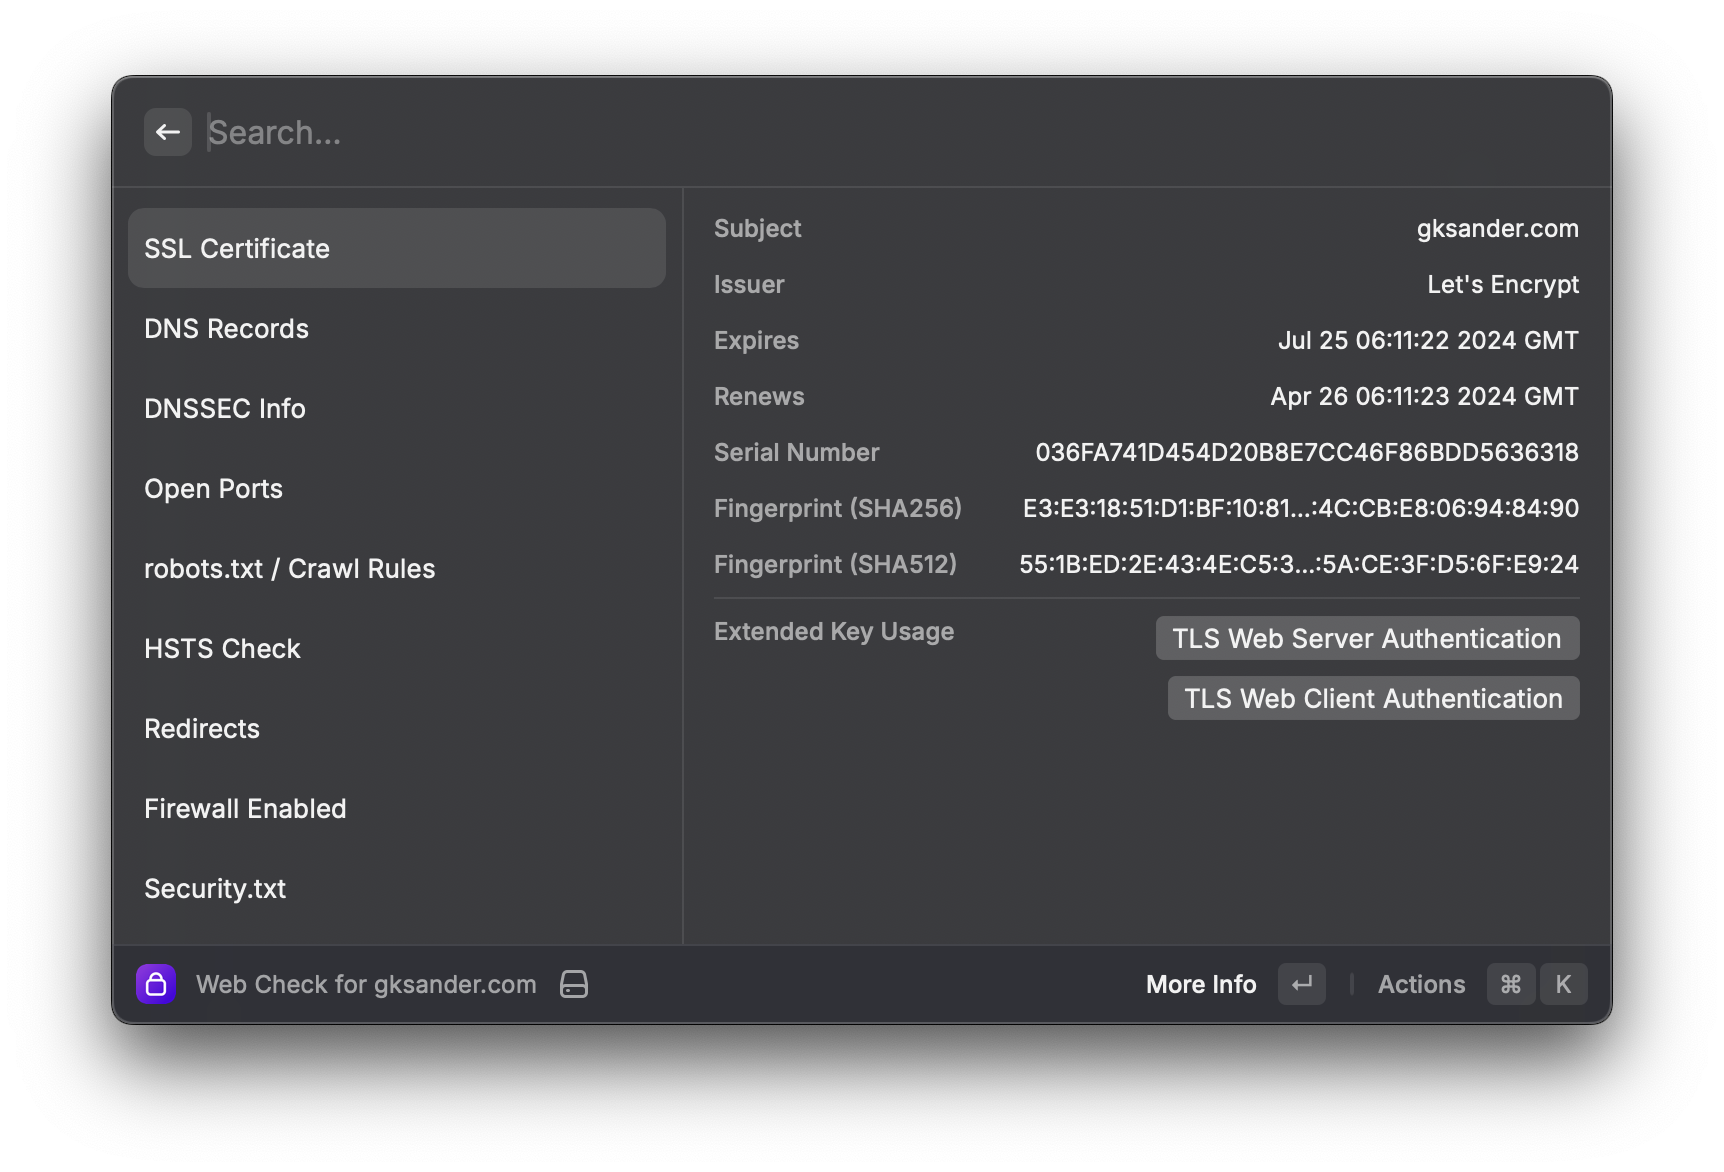 Search...
SSL Certificate
DNS Records
DNSSEC Info
Open Ports
robots.txt / Crawl Rules
HSTS Check
Redirects
Firewall Enabled
Security.txt
Subject gksander.com
Issuer Let's Encrypt
Expires Jul 25 06:11:22 2024 GMT
Renews Apr 26 06:11:23 2024 GMT
Serial Number 036FA741D454D20B8E7CC46F86BDD5636318
Fingerprint (SHA256) E3:E3:18:51:D1:BF:10:81...:4C:CB:E8:06:94:84:90
Fingerprint (SHA512) 55:1B:ED:2E:43:4E:C5:3...:5A:CE:3F:D5:6F:E9:24
Extended Key Usage TLS Web Server Authentication
TLS Web Client Authentication
Web Check for gksander.com More Info ↵ Actions ⌘ K